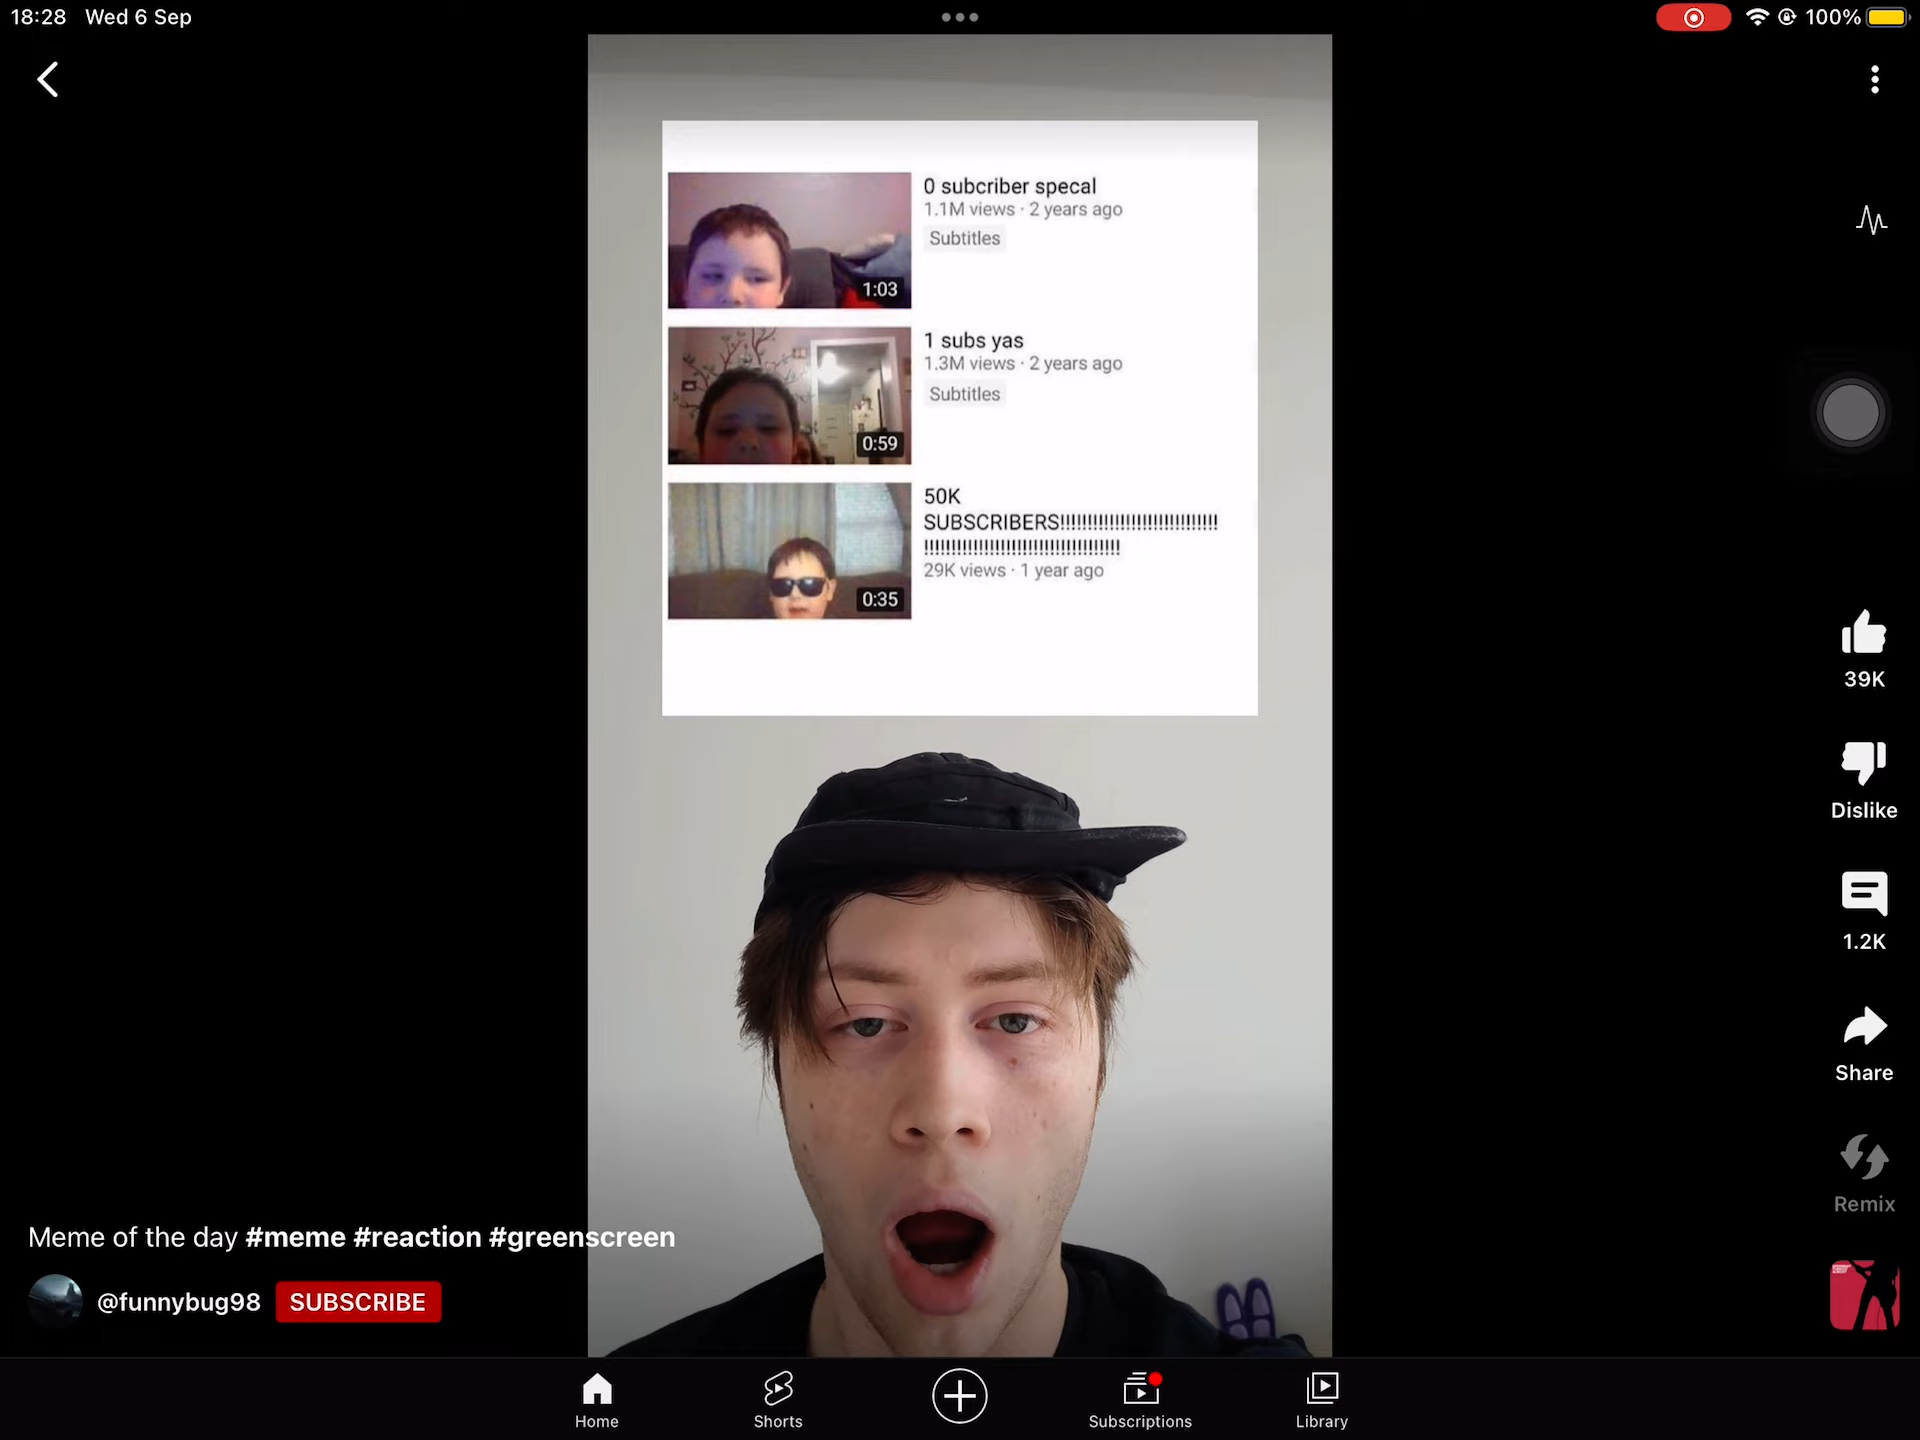 18:28 Wed 6 Sep
100%
0 subcriber specal
1.1M views · 2 years ago
Subtitles
1:03
1 subs yas
1.3M views · 2 years ago
Subtitles
0:59
50K
SUBSCRIBERS!!!!!!!!!!!!!!!!!!!!!!!!!!!!!
!!!!!!!!!!!!!!!!!!!!!!!!!!!!!!!!!!!!
29K views · 1 year ago
0:35
39K
Dislike
1.2K
Share
Remix
Meme of the day #meme #reaction #greenscreen
@funnybug98 SUBSCRIBE
Home
Shorts
Subscriptions
Library